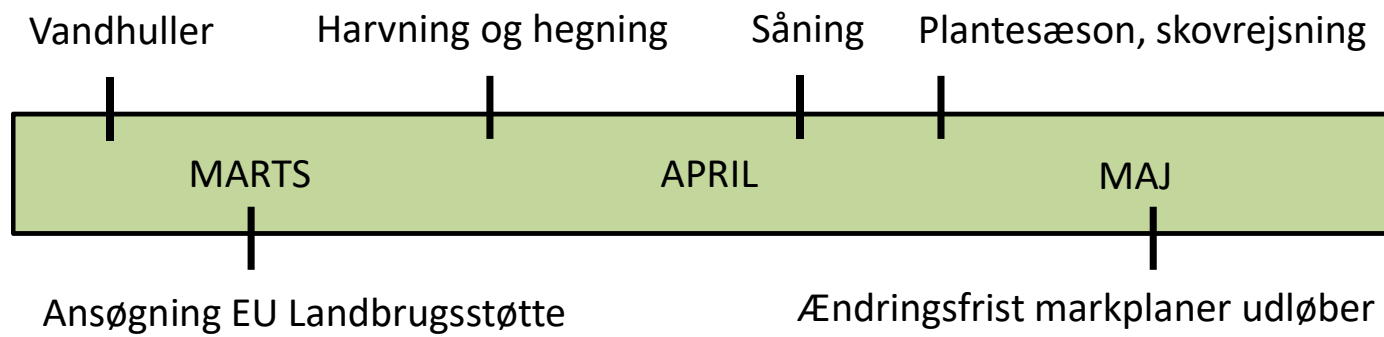 Vandhuller
Harvning og hegning
Såning
Plantesæson, skovrejsning
MARTS
APRIL
MAJ
Ansøgning EU Landbrugsstøtte
Ændringsfrist markplaner udløber